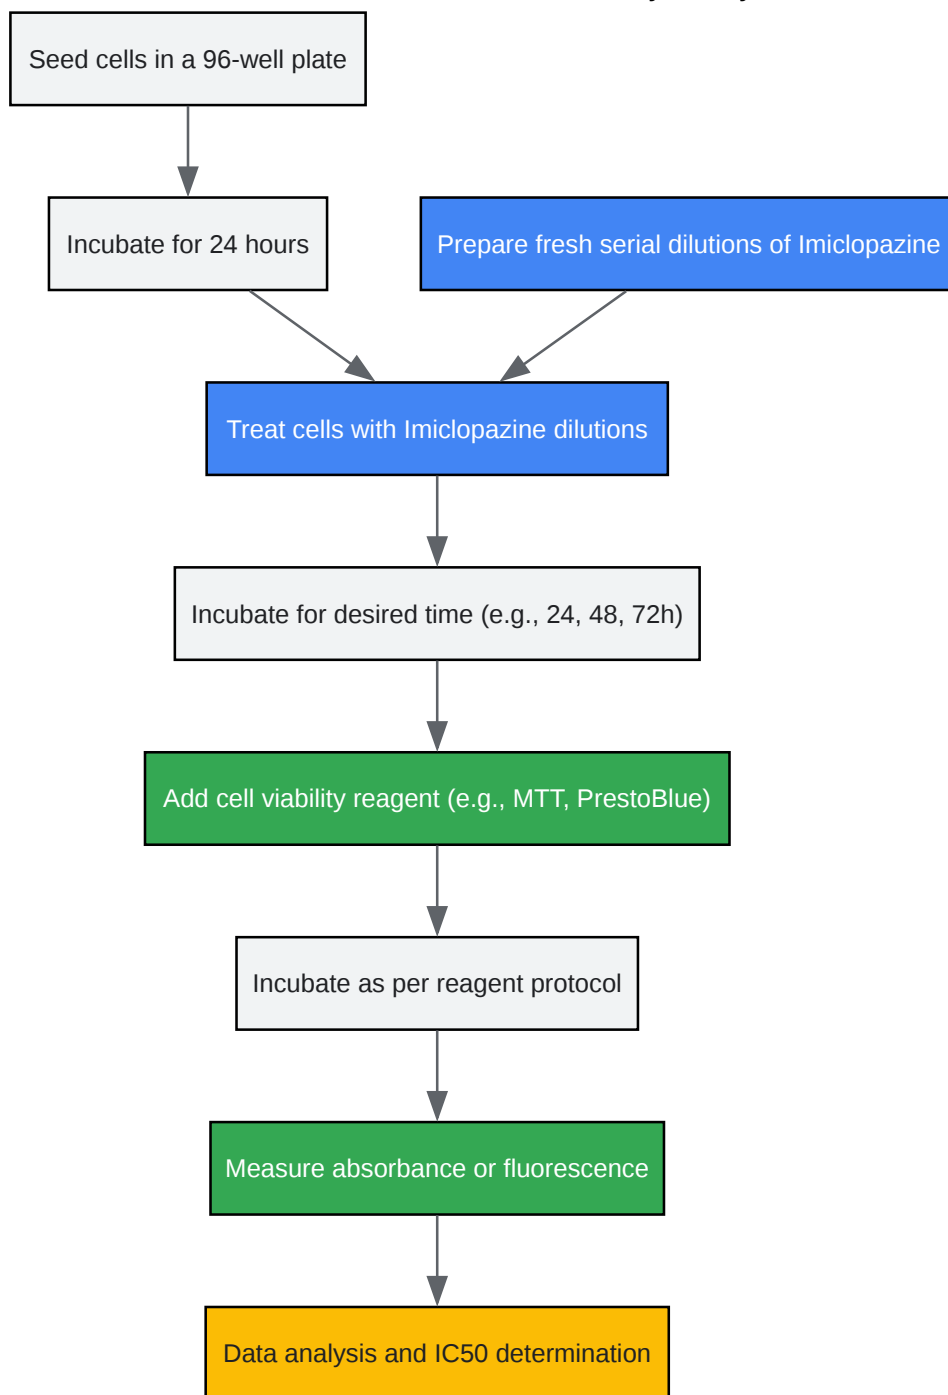 Seed cells in a 96-well plate
Incubate for 24 hours
Prepare fresh serial dilutions of Imiclopazine
Treat cells with Imiclopazine dilutions
Incubate for desired time (e.g., 24, 48, 72h)
Add cell viability reagent (e.g., MTT, PrestoBlue)
Incubate as per reagent protocol
Measure absorbance or fluorescence
Data analysis and IC50 determination